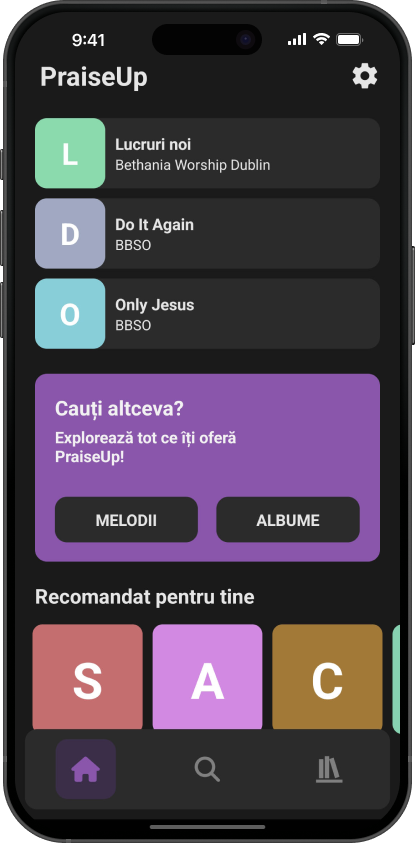 9:41
PraiseUp
L
Lucruri noi
Bethania Worship Dublin
D
Do It Again
BBSO
O
Only Jesus
BBSO
Cauți altceva?
Explorează tot ce îți oferă
PraiseUp!
MELODII
ALBUME
Recomandat pentru tine
S
A
C